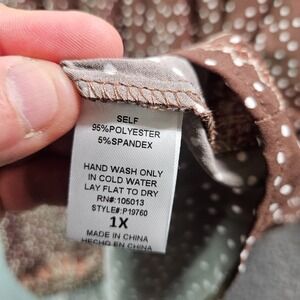 SELF
95%POLYESTER
5%SPANDEX
HAND WASH ONLY
IN COLD WATER
LAY FLAT TO DRY
RN#:106013
STYLE#:P19760
1X
MADE IN CHINA
HECHO EN CHINA